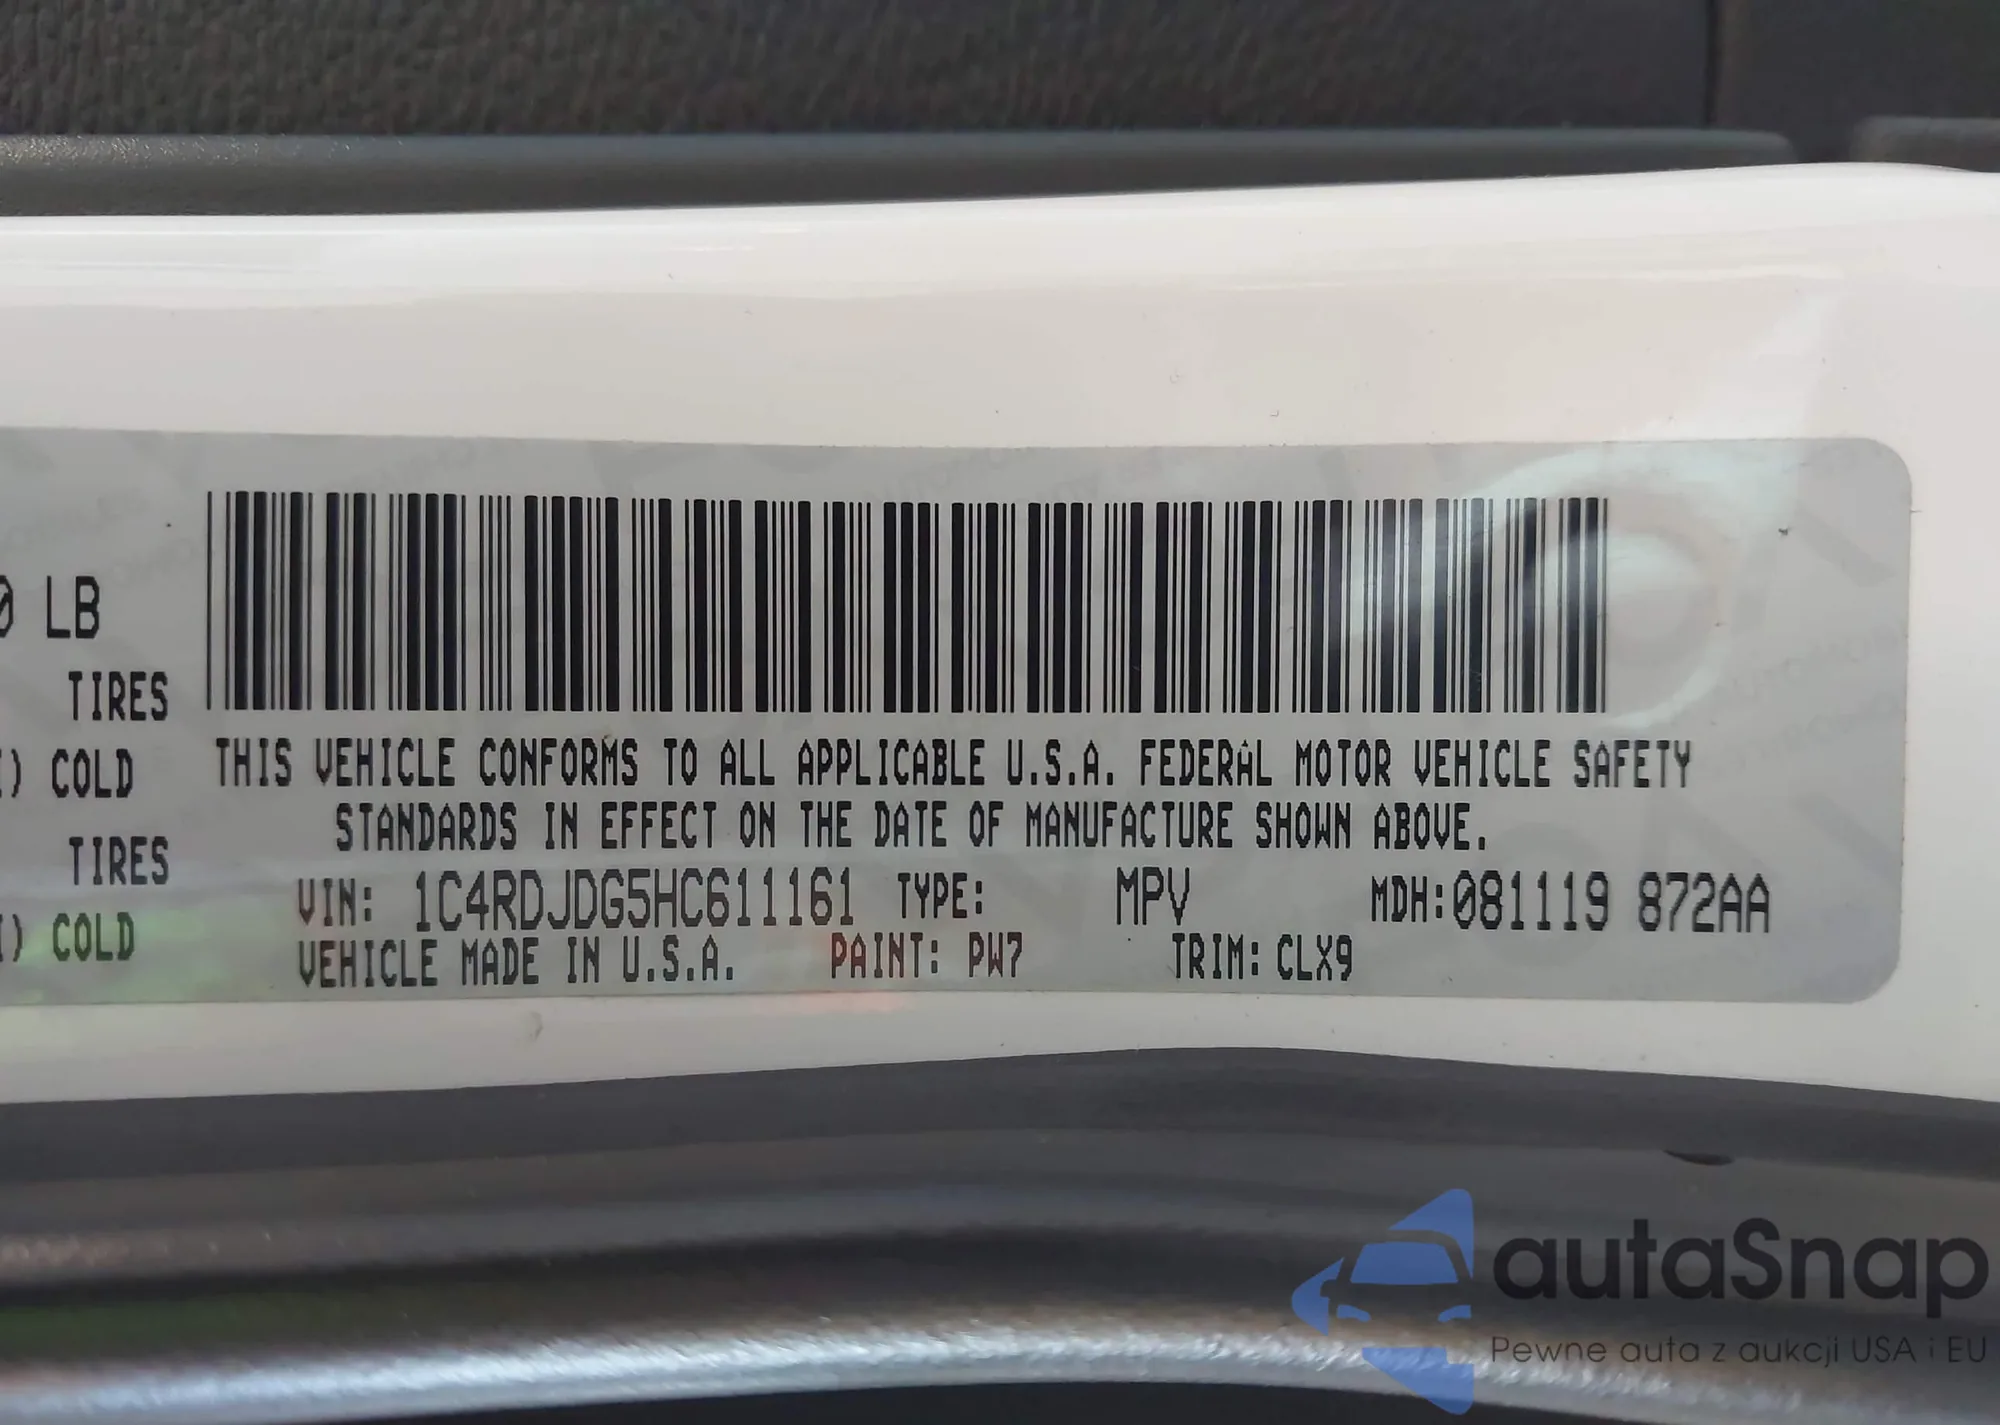 0 LB
TIRES
I) COLD
TIRES
I) COLD
THIS VEHICLE CONFORMS TO ALL APPLICABLE U.S.A. FEDERAL MOTOR VEHICLE SAFETY
STANDARDS IN EFFECT ON THE DATE OF MANUFACTURE SHOWN ABOVE.
VIN: 1C4RDJDG5HC611161 TYPE: MPV MDH:081119 872AA
VEHICLE MADE IN U.S.A. PAINT: PW7 TRIM: CLX9
autaSnap
Pewne auta z aukcji USA i EU